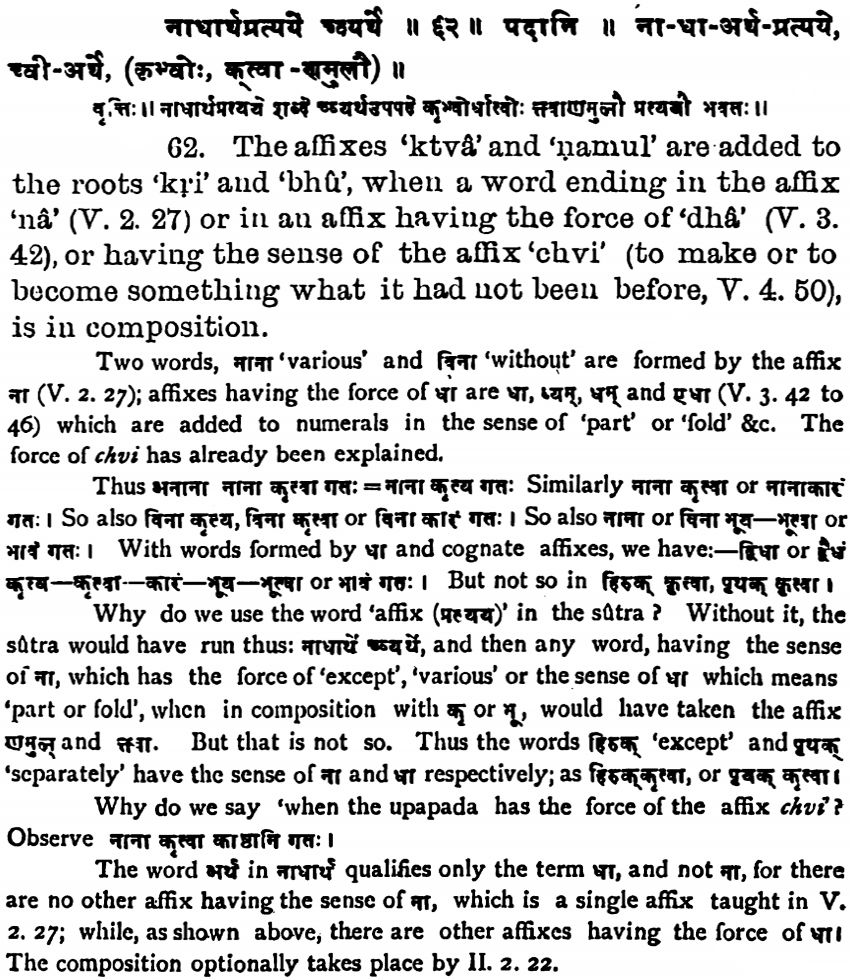 नाधार्थप्रत्यये च्व्यर्थे ॥ ६२ ॥ पदानि ॥ ना-धा-अर्थ-प्रत्यये,
च्वी-अर्थे, (कृभ्वोः, क्त्वा -णमुलौ) ॥
वृत्तिः ॥ नाधार्थप्रत्यये शब्दे च्व्यर्थउपपदे कृभ्वोर्धात्वोः क्त्वाणमुलौ प्रत्ययौ भवतः ॥
62. The affixes 'ktvâ' and 'ṇamul' are added to
the roots 'kṛi' and 'bhû', when a word ending in the affix
'nâ' (V. 2. 27) or in an affix having the force of 'dhâ' (V. 3.
42), or having the sense of the affix 'chvi' (to make or to
become something what it had not been before, V. 4. 50),
is in composition.
Two words, नाना 'various' and विना 'without' are formed by the affix
ना (V. 2. 27); affixes having the force of धा are धा, ध्यम्, धम् and एधा (V. 3. 42 to
46) which are added to numerals in the sense of 'part' or 'fold' &c. The
force of chvi has already been explained.
Thus अनाना नाना कृत्वा गतः = नाना कृत्य गतः Similarly नाना कृत्वा or नानाकारं
गतः। So also विना कृत्य, विना कृत्वा or विना कारं गतः। So also नाना or विना भूय—भूत्वा or
भावं गतः। With words formed by धा and cognate affixes, we have:—द्विधा or द्वैधं
कृत्य—कृत्वा—कारं—भूय—भूत्वा or भावं गतः। But not so in हिरुक् कृत्वा, पृथक् कृत्वा।
Why do we use the word 'affix (प्रत्यय)' in the sûtra? Without it, the
sûtra would have run thus: नाधार्थे च्व्यर्थे, and then any word, having the sense
of ना, which has the force of 'except', 'various' or the sense of धा which means
'part or fold', when in composition with कृ or भू, would have taken the affix
णमुल् and क्त्वा. But that is not so. Thus the words हिरुक् 'except' and पृथक्
'separately' have the sense of ना and धा respectively; as हिरुक्कृत्वा, or पृथक् कृत्वा।
Why do we say 'when the upapada has the force of the affix chvi'?
Observe नाना कृत्वा काष्ठानि गतः।
The word अर्थ in नाधार्थ qualifies only the term धा, and not ना, for there
are no other affix having the sense of ना, which is a single affix taught in V.
2. 27; while, as shown above, there are other affixes having the force of धा।
The composition optionally takes place by II. 2. 22.